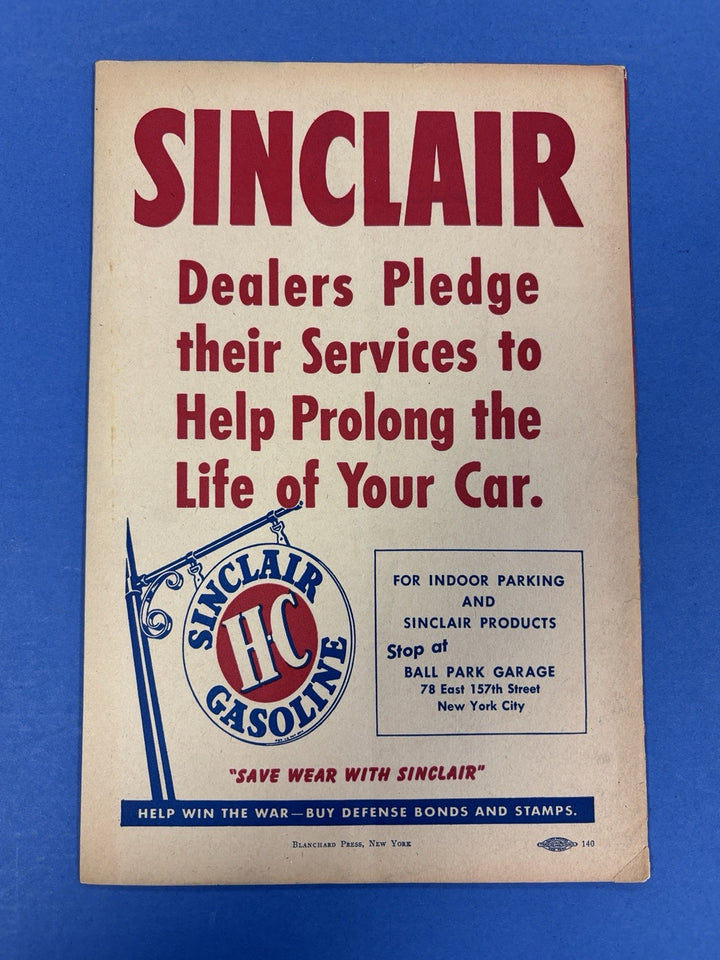 SINCLAIR
Dealers Pledge
their Services to
Help Prolong the
Life of Your Car.
SINCLAIR
H-C
GASOLINE
FOR INDOOR PARKING
AND
SINCLAIR PRODUCTS
Stop at
BALL PARK GARAGE
78 East 157th Street
New York City
"SAVE WEAR WITH SINCLAIR"
HELP WIN THE WAR—BUY DEFENSE BONDS AND STAMPS.
BLANCHARD PRESS, NEW YORK
140